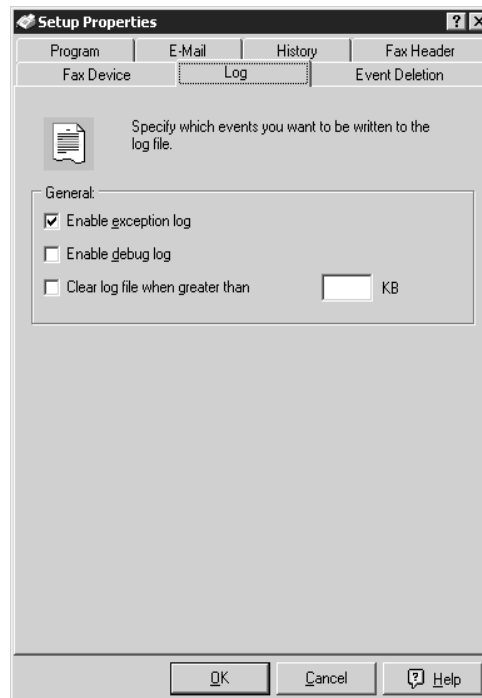 Setup Properties
Program E-Mail History Fax Header
Fax Device Log Event Deletion
Specify which events you want to be written to the
log file.
General:
Enable exception log
Enable debug log
Clear log file when greater than KB
OK Cancel Help